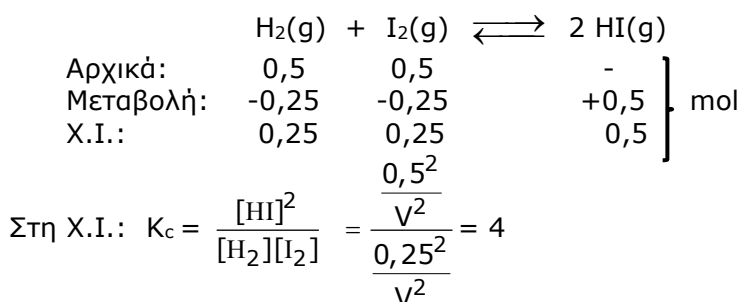 H₂(g) + I₂(g) ⇌ 2 HI(g)
Αρχικά: 0,5 0,5 -
Μεταβολή: -0,25 -0,25 +0,5 mol
Χ.Ι.: 0,25 0,25 0,5
Στη Χ.Ι.: Kc = [HI]² / [H₂][I₂] = (0,5² / V²) / (0,25² / V²) = 4